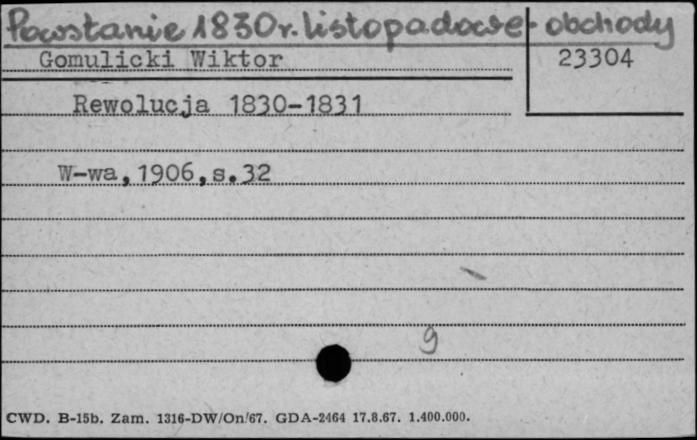 Powstanie 1830r. listopadowe - obchody
Gomulicki Wiktor 23304
Rewolucja 1830-1831
W-wa, 1906, s. 32
9
CWD. B-15b. Zam. 1316-DW/On/67. GDA-2464 17.8.67. 1.400.000.